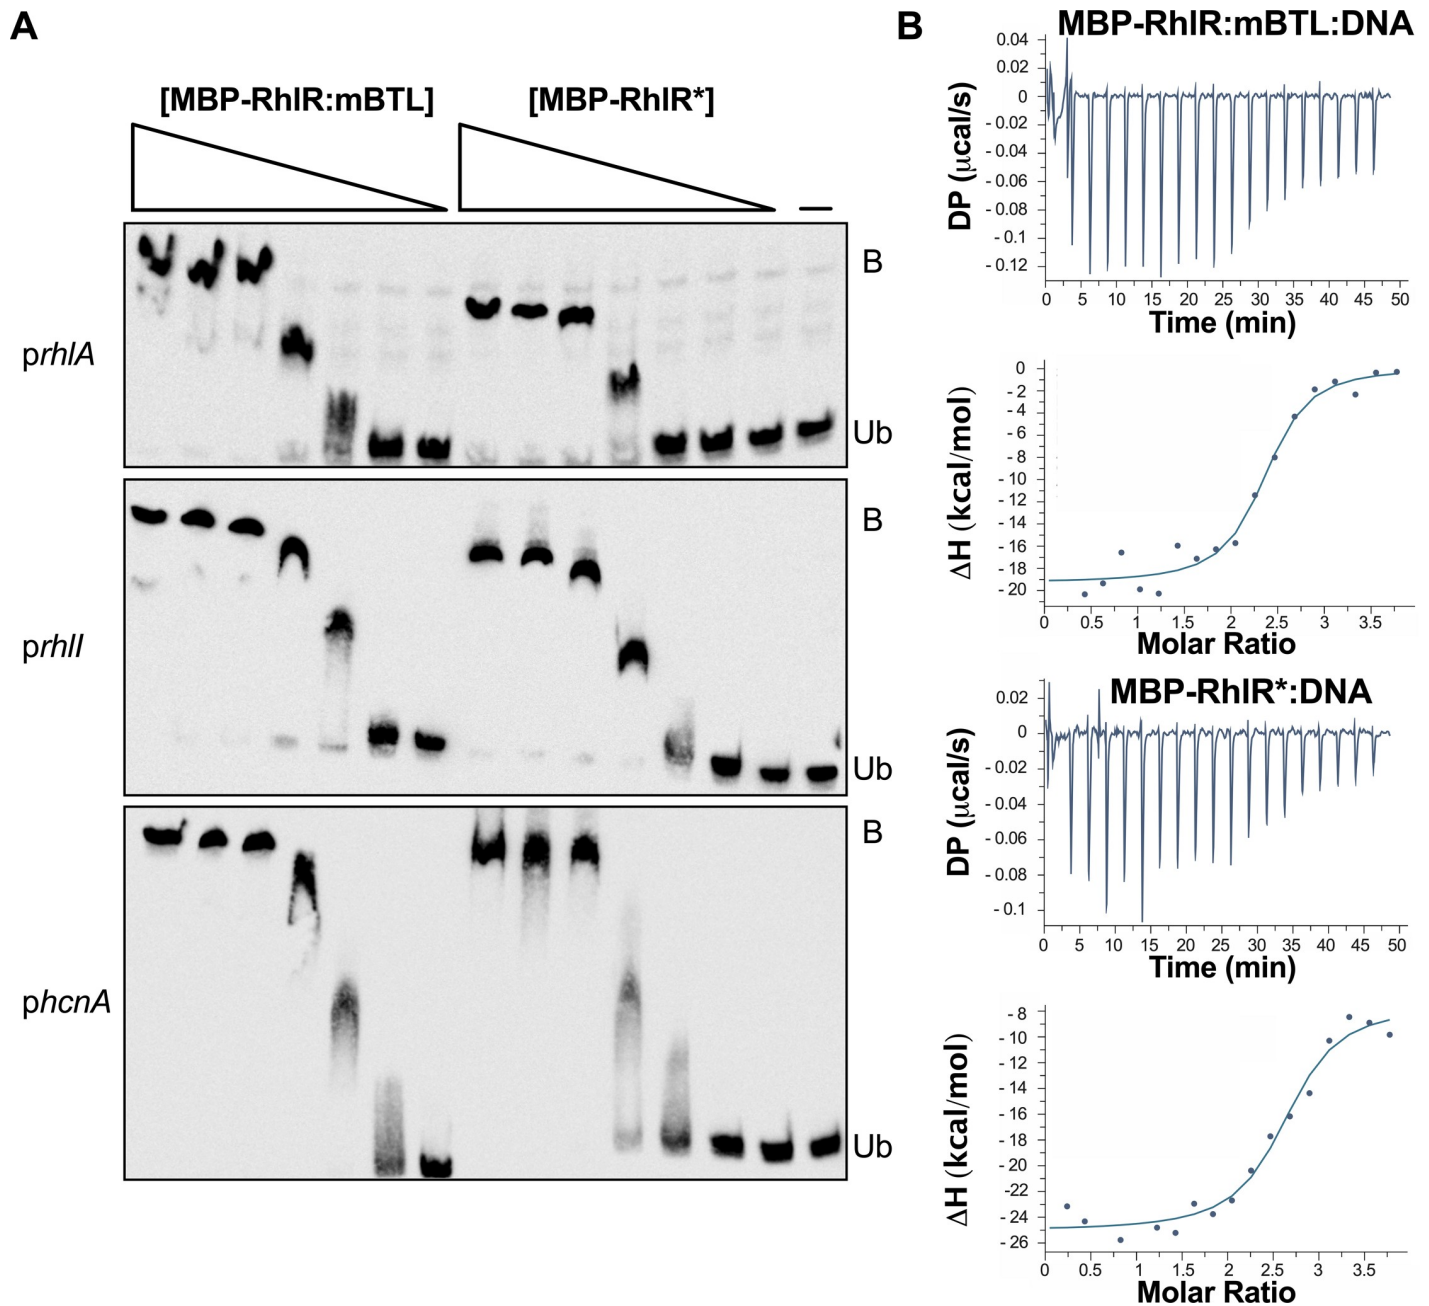 A
[MBP-RhlR:mBTL]
[MBP-RhlR*]
prhlA
B
Ub
prhlI
B
Ub
phcnA
B
Ub
B
MBP-RhlR:mBTL:DNA
DP (μcal/s)
0.04
0.02
0
- 0.02
- 0.04
- 0.06
- 0.08
- 0.1
- 0.12
0 5 10 15 20 25 30 35 40 45 50
Time (min)
ΔH (kcal/mol)
0
- 2
- 4
- 6
- 8
- 10
- 12
- 14
- 16
- 18
- 20
0 0.5 1 1.5 2 2.5 3 3.5
Molar Ratio
MBP-RhlR*:DNA
DP (μcal/s)
0.02
0
- 0.02
- 0.04
- 0.06
- 0.08
- 0.1
0 5 10 15 20 25 30 35 40 45 50
Time (min)
ΔH (kcal/mol)
- 8
- 10
- 12
- 14
- 16
- 18
- 20
- 22
- 24
- 26
0 0.5 1 1.5 2 2.5 3 3.5
Molar Ratio